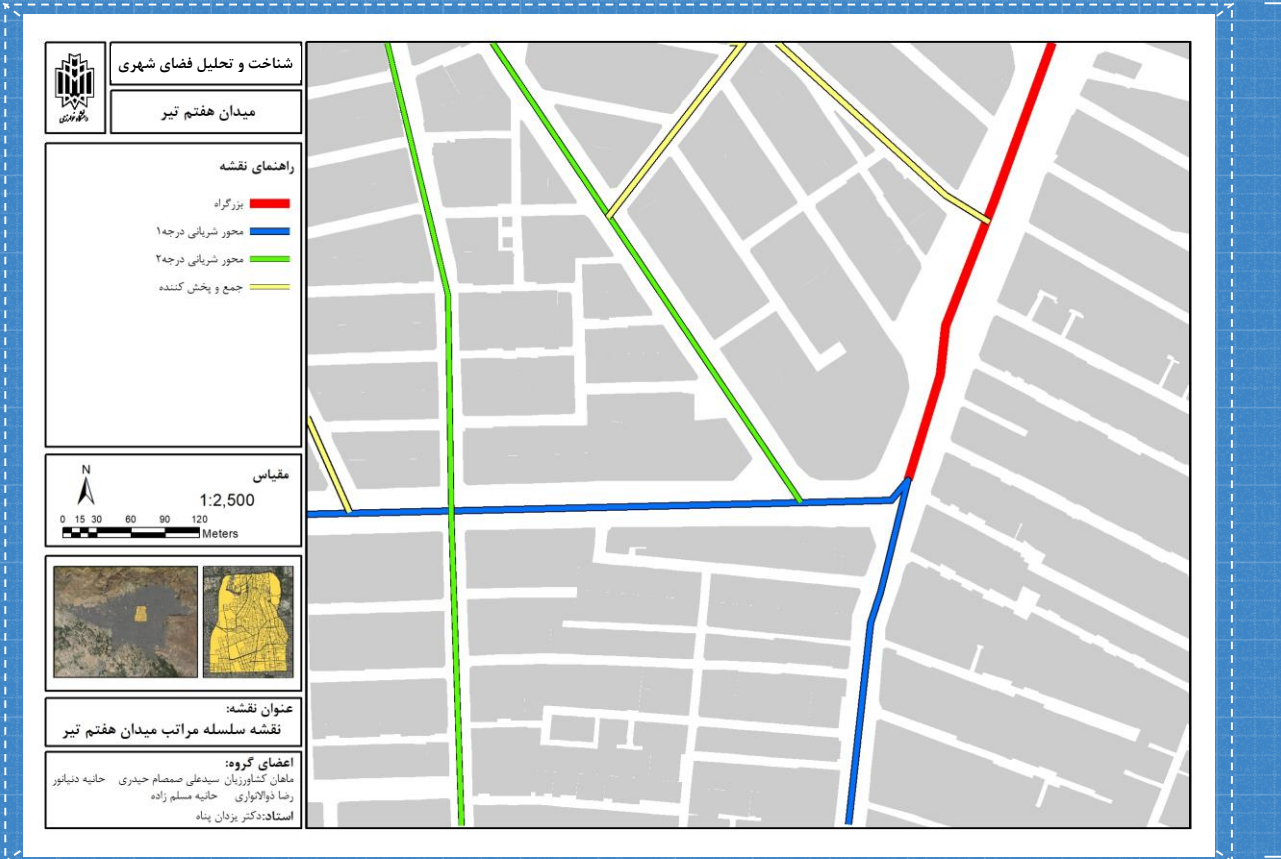 شناخت و تحلیل فضای شهری
میدان هفتم تیر
راهنمای نقشه
بزرگراه
محور شریانی درجه۱
محور شریانی درجه۲
جمع و پخش کننده
مقیاس
N
1:2,500
0 15 30 60 90 120
Meters
عنوان نقشه:
نقشه سلسله مراتب میدان هفتم تیر
اعضای گروه:
ماهان کشاورزیان سیدعلی صمصام حیدری حانیه دنیانور
رضا ذوالانواری حانیه مسلم زاده
استاد:دکتر یزدان پناه